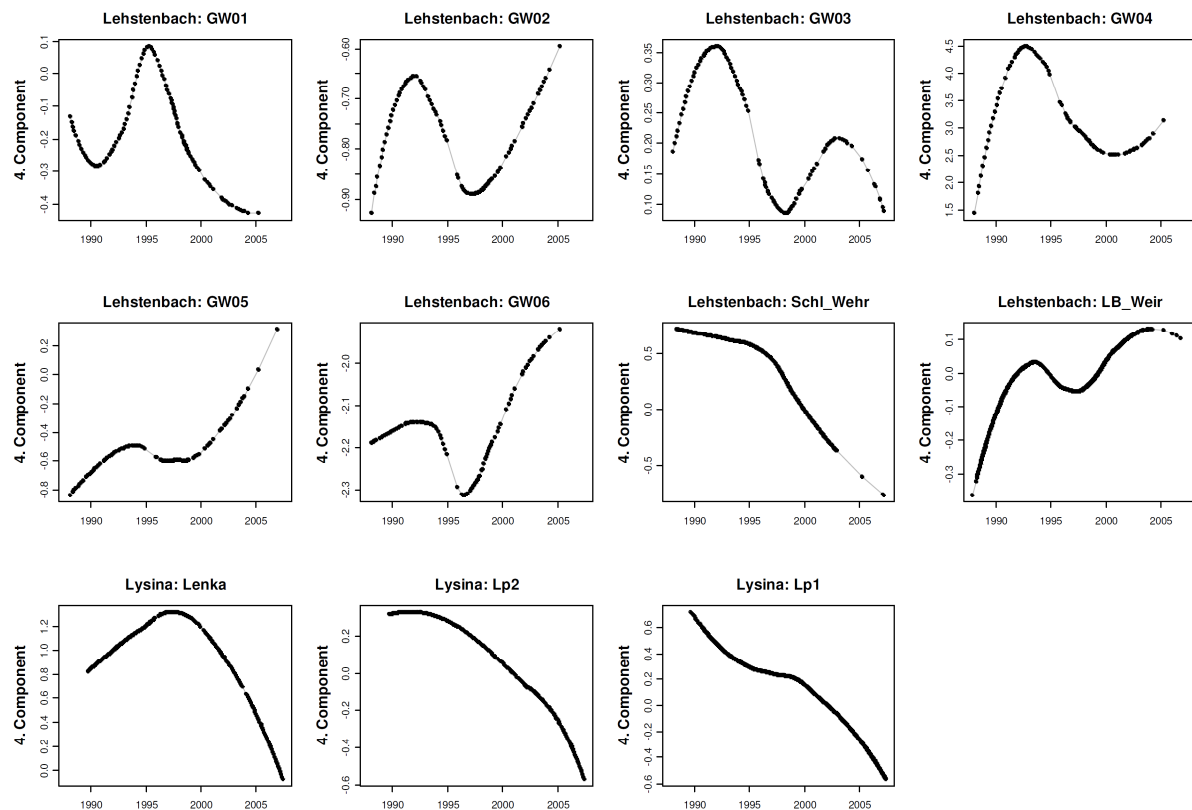 Lehstenbach: GW01
4. Component
0.1
0.0
-0.1
-0.2
-0.3
-0.4
1990 1995 2000 2005
Lehstenbach: GW02
4. Component
-0.60
-0.70
-0.80
-0.90
1990 1995 2000 2005
Lehstenbach: GW03
4. Component
0.35
0.30
0.25
0.20
0.15
0.10
1990 1995 2000 2005
Lehstenbach: GW04
4. Component
4.5
4.0
3.5
3.0
2.5
2.0
1.5
1990 1995 2000 2005
Lehstenbach: GW05
4. Component
0.2
0.0
-0.2
-0.4
-0.6
-0.8
1990 1995 2000 2005
Lehstenbach: GW06
4. Component
-2.0
-2.1
-2.2
-2.3
1990 1995 2000 2005
Lehstenbach: Schl_Wehr
4. Component
0.5
0.0
-0.5
1990 1995 2000 2005
Lehstenbach: LB_Weir
4. Component
0.1
0.0
-0.1
-0.3
1990 1995 2000 2005
Lysina: Lenka
4. Component
1.2
1.0
0.8
0.6
0.4
0.2
0.0
1990 1995 2000 2005
Lysina: Lp2
4. Component
0.2
0.0
-0.2
-0.4
-0.6
1990 1995 2000 2005
Lysina: Lp1
4. Component
0.6
0.4
0.2
0.0
-0.2
-0.4
-0.6
1990 1995 2000 2005